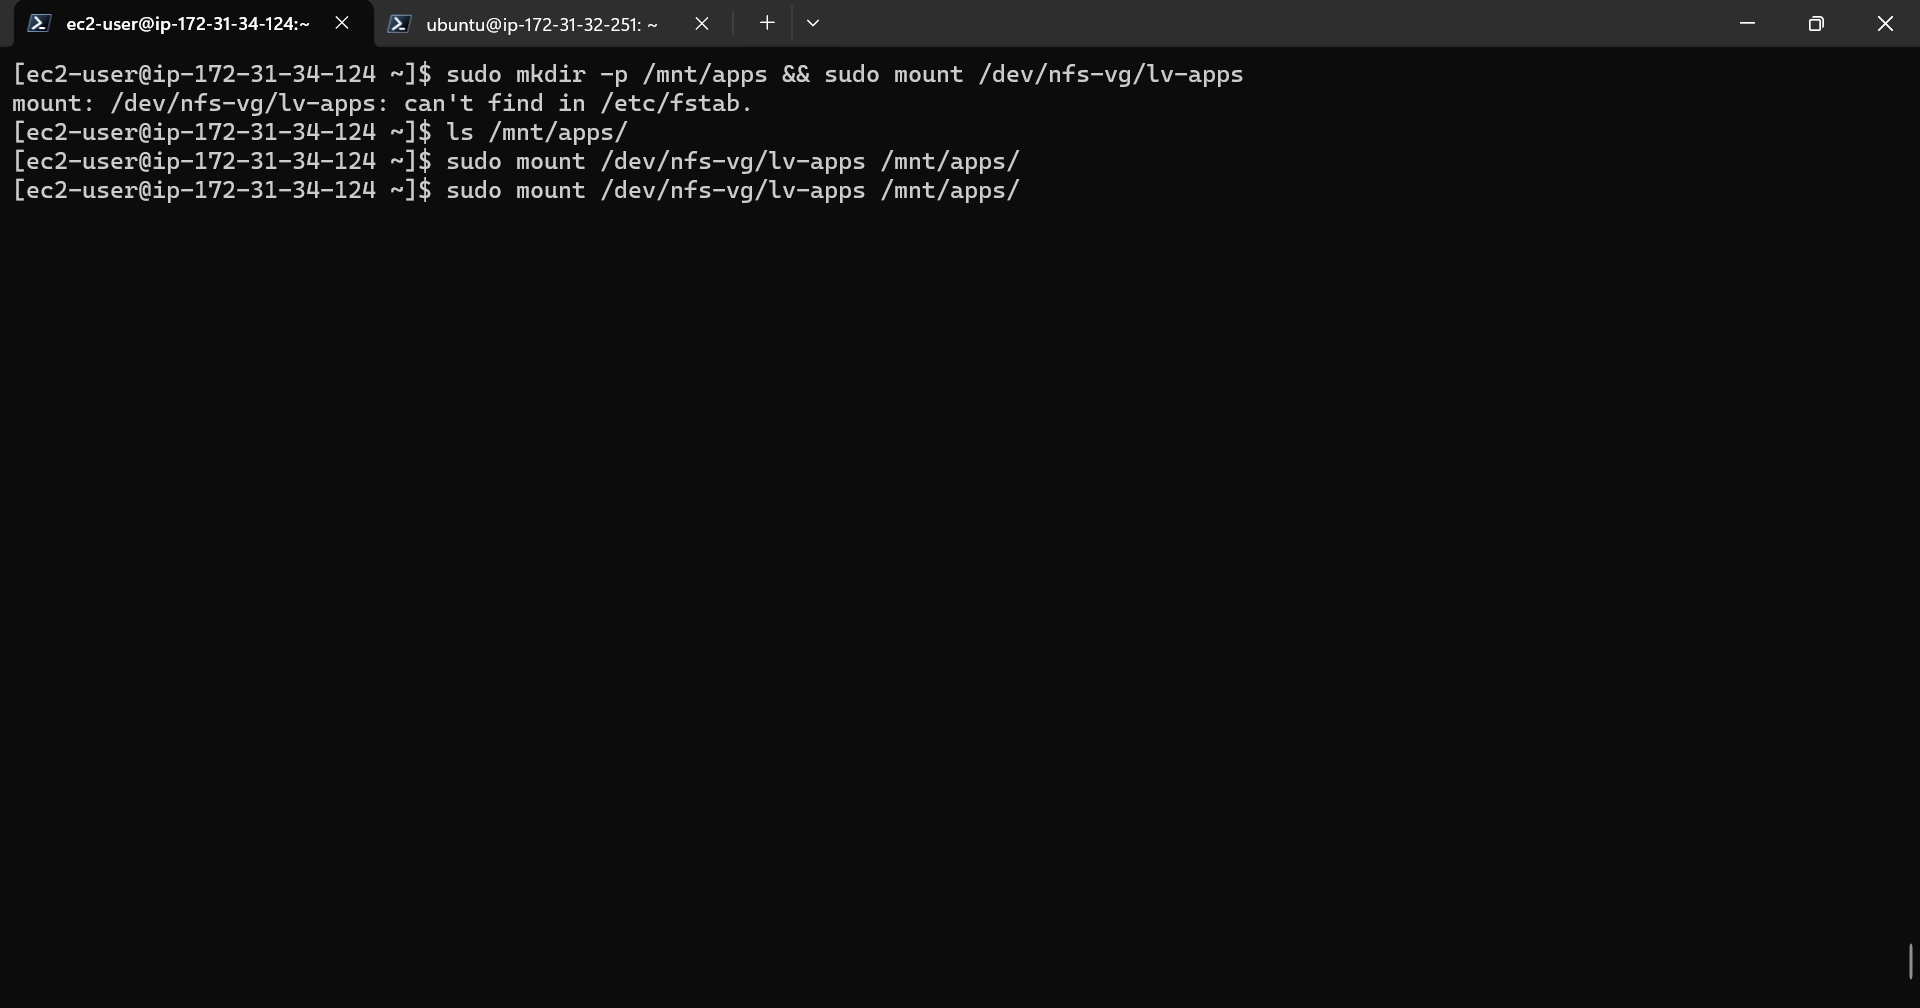 ec2-user@ip-172-31-34-124:~
ubuntu@ip-172-31-32-251: ~
[ec2-user@ip-172-31-34-124 ~]$ sudo mkdir -p /mnt/apps && sudo mount /dev/nfs-vg/lv-apps
mount: /dev/nfs-vg/lv-apps: can't find in /etc/fstab.
[ec2-user@ip-172-31-34-124 ~]$ ls /mnt/apps/
[ec2-user@ip-172-31-34-124 ~]$ sudo mount /dev/nfs-vg/lv-apps /mnt/apps/
[ec2-user@ip-172-31-34-124 ~]$ sudo mount /dev/nfs-vg/lv-apps /mnt/apps/